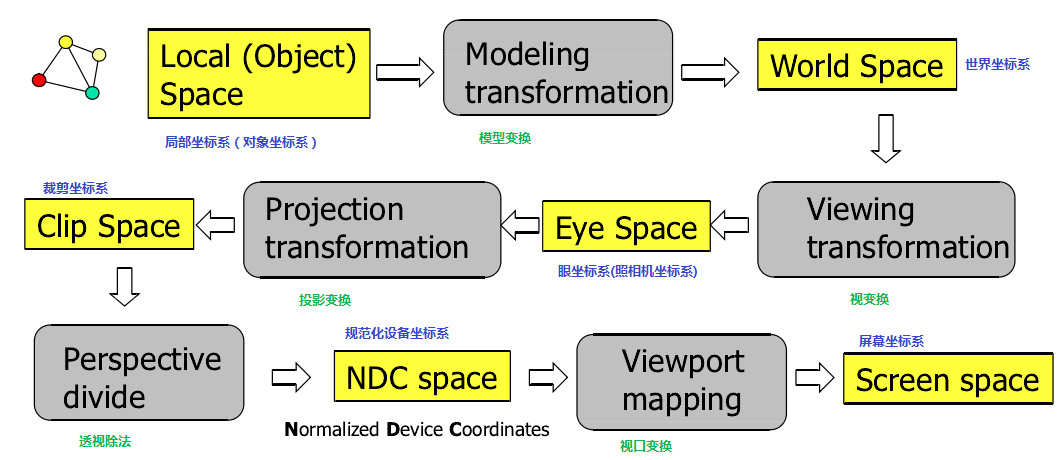 Local (Object)
Space
局部坐标系（对象坐标系）
Modeling
transformation
模型变换
World Space
世界坐标系
Viewing
transformation
视变换
Eye Space
眼坐标系(照相机坐标系)
Projection
transformation
投影变换
裁剪坐标系
Clip Space
Perspective
divide
透视除法
规范化设备坐标系
NDC space
Normalized Device Coordinates
Viewport
mapping
视口变换
屏幕坐标系
Screen space